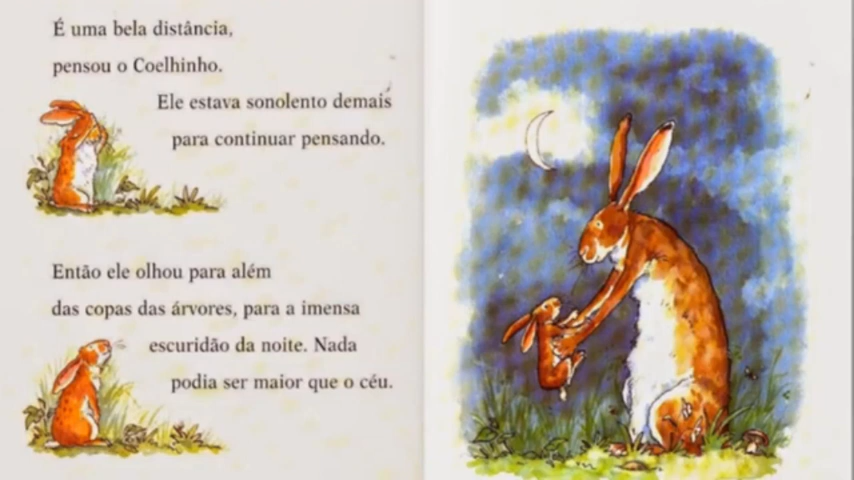 É uma bela distância,
pensou o Coelhinho.
Ele estava sonolento demais
para continuar pensando.
Então ele olhou para além
das copas das árvores, para a imensa
escuridão da noite. Nada
podia ser maior que o céu.